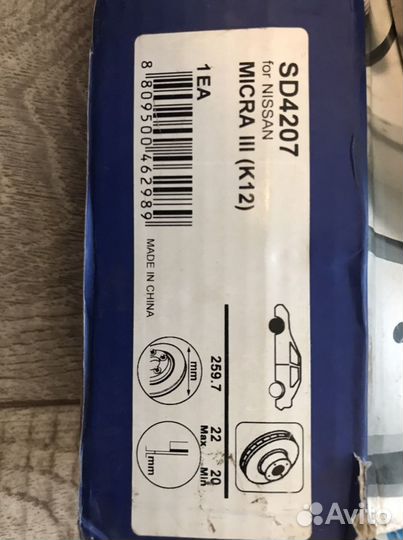 SD4207
for NISSAN
MICRA III (K12)
1EA
8 809500 462989
MADE IN CHINA
mm
259.7
mm
22 20
Max Min
Avito